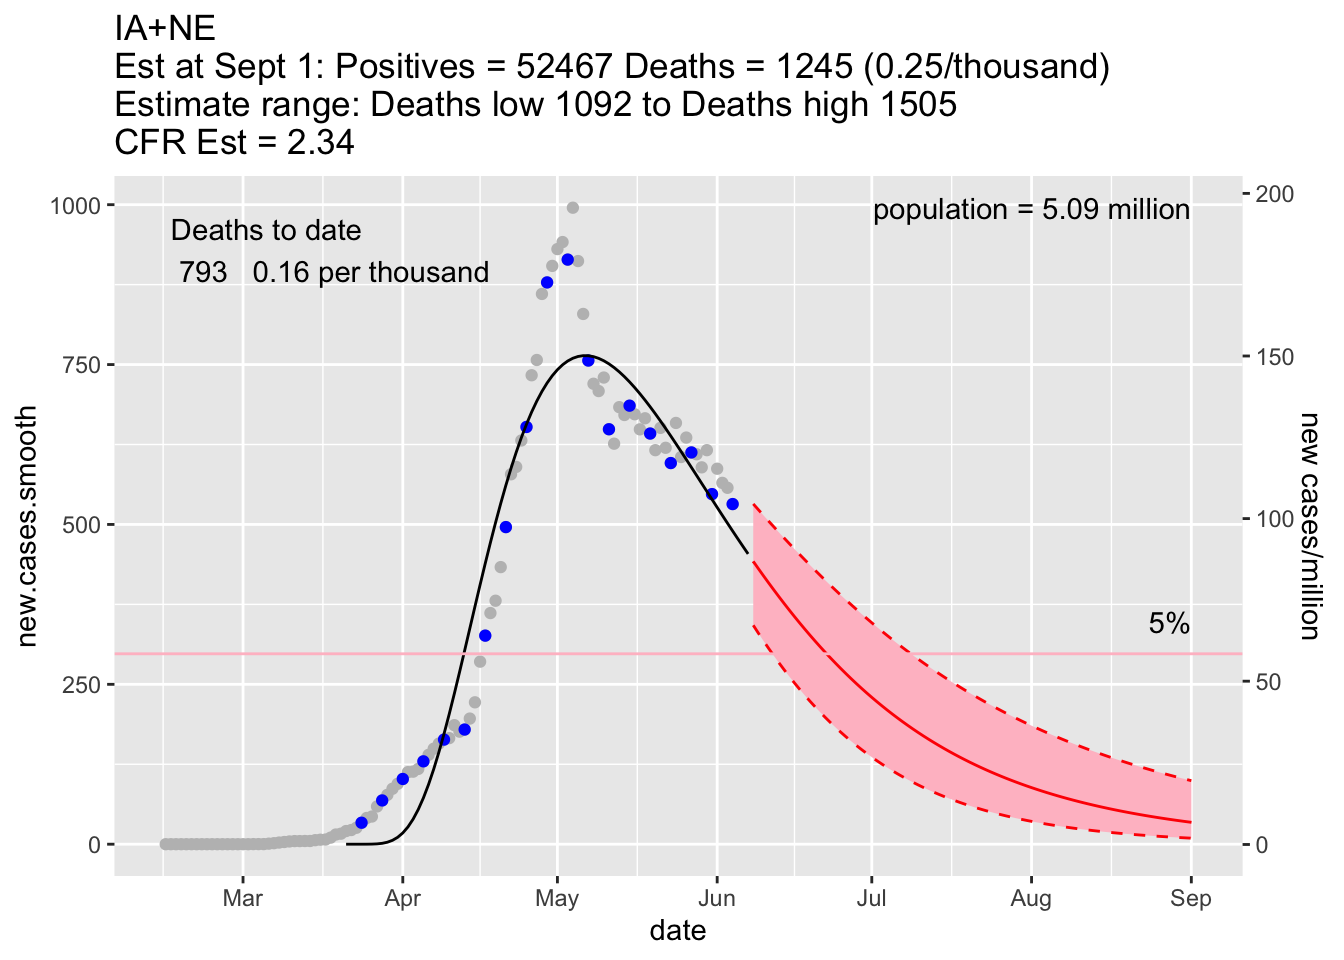 IA+NE
Est at Sept 1: Positives = 52467 Deaths = 1245 (0.25/thousand)
Estimate range: Deaths low 1092 to Deaths high 1505
CFR Est = 2.34
Deaths to date
793 0.16 per thousand
population = 5.09 million
5%
new.cases.smooth
1000
750
500
250
0
new cases/million
200
150
100
50
0
Mar Apr May Jun Jul Aug Sep
date